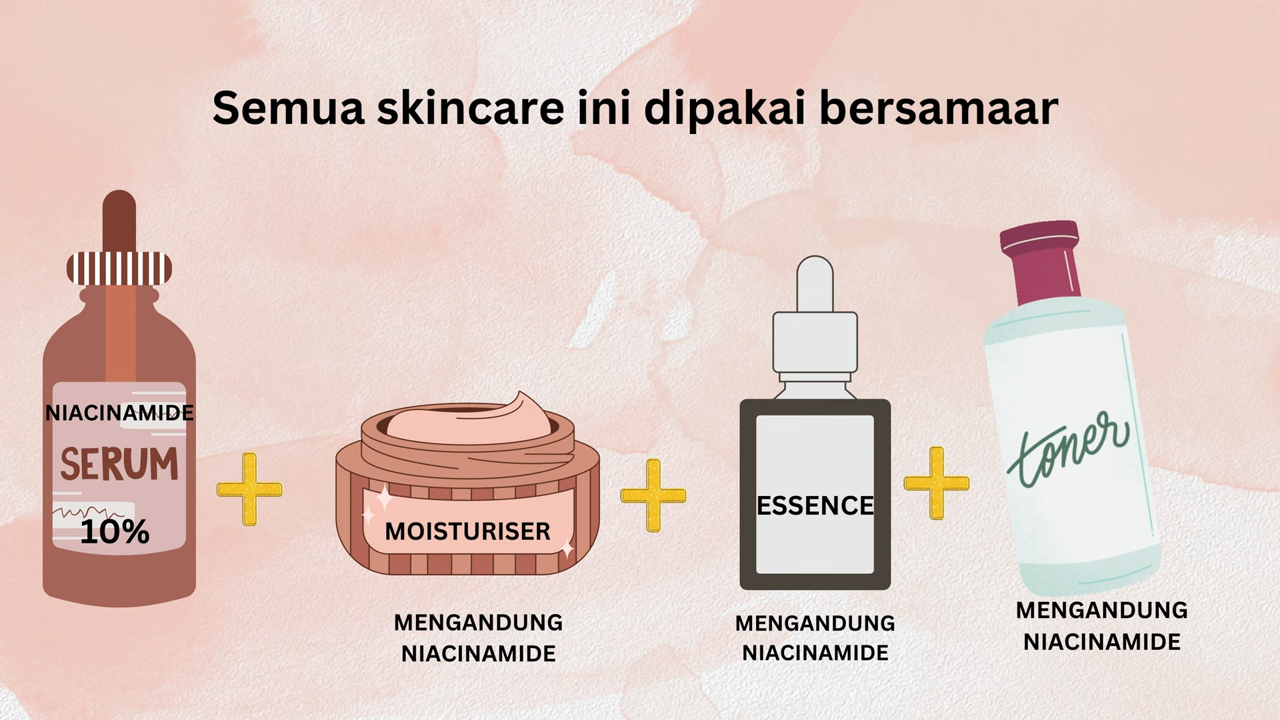 Semua skincare ini dipakai bersamaar
NIACINAMIDE
SERUM
10%
MOISTURISER
MENGANDUNG
NIACINAMIDE
ESSENCE
MENGANDUNG
NIACINAMIDE
toner
MENGANDUNG
NIACINAMIDE